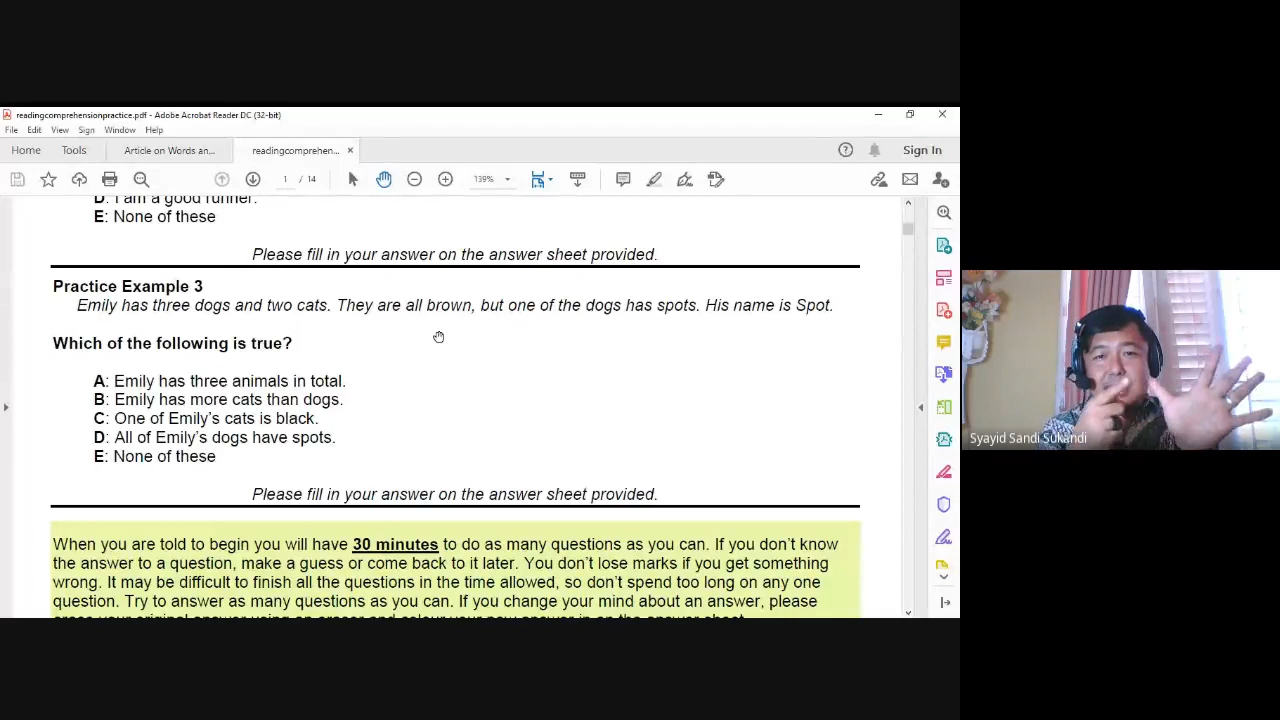 readingcomprehensionpractice.pdf - Adobe Acrobat Reader DC (32-bit)
File Edit View Sign Window Help
Home Tools Article on Words an... readingcomprehen... × Sign In
1 / 14 139%
D: I am a good runner.
E: None of these
Please fill in your answer on the answer sheet provided.
Practice Example 3
Emily has three dogs and two cats. They are all brown, but one of the dogs has spots. His name is Spot.
Which of the following is true?
A: Emily has three animals in total.
B: Emily has more cats than dogs.
C: One of Emily's cats is black.
D: All of Emily's dogs have spots.
E: None of these
Please fill in your answer on the answer sheet provided.
When you are told to begin you will have 30 minutes to do as many questions as you can. If you don't know
the answer to a question, make a guess or come back to it later. You don't lose marks if you get something
wrong. It may be difficult to finish all the questions in the time allowed, so don't spend too long on any one
question. Try to answer as many questions as you can. If you change your mind about an answer, please
Syayid Sandi Sukandi